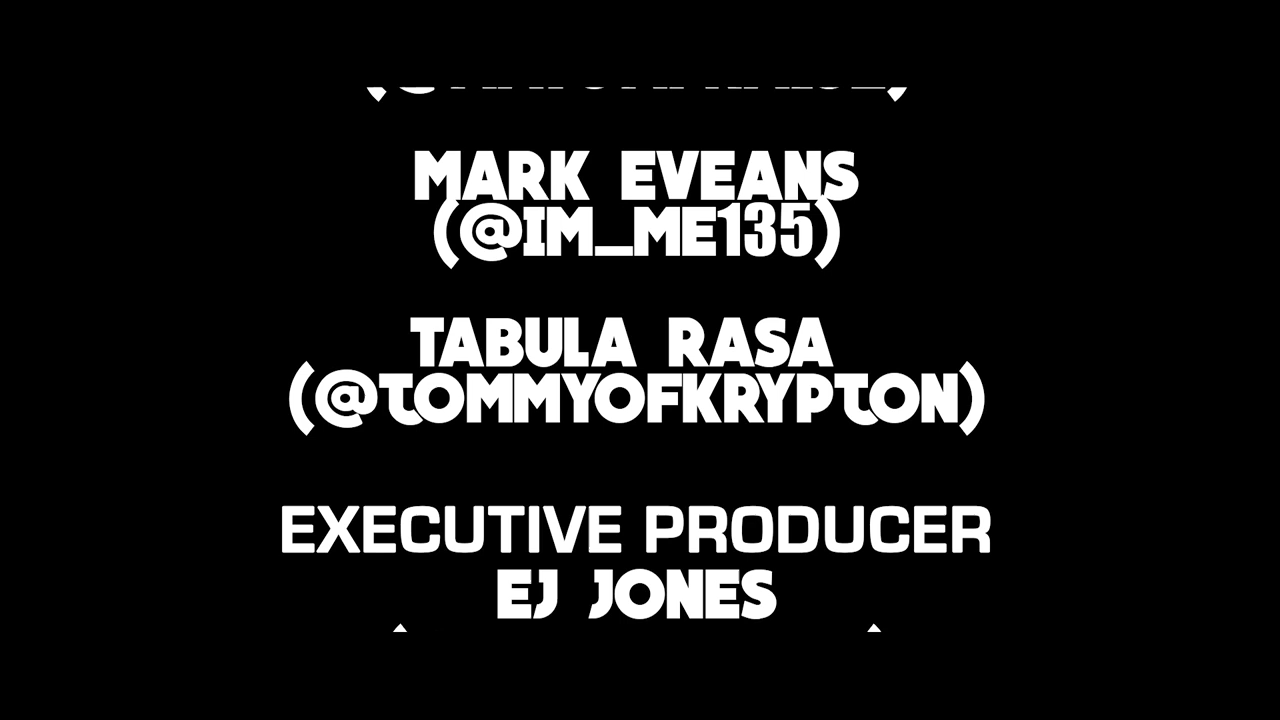 MARK EVEANS
(@IM_ME135)
TABULA RASA
(@TOMMYOFKRYPTON)
EXECUTIVE PRODUCER
EJ JONES